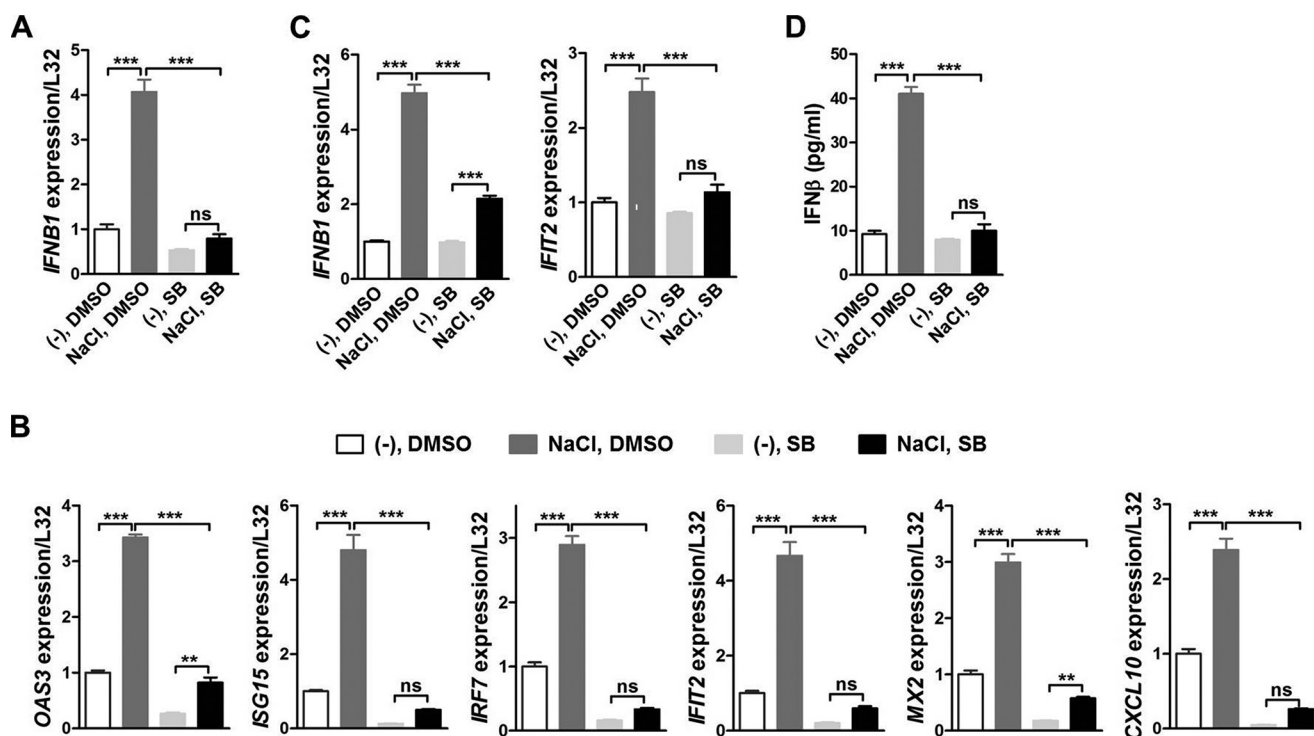 A
IFNB1 expression/L32
5
4
3
2
1
0
***
***
ns
(-), DMSO
NaCl, DMSO
(-), SB
NaCl, SB
C
IFNB1 expression/L32
6
4
2
0
***
***
***
(-), DMSO
NaCl, DMSO
(-), SB
NaCl, SB
IFIT2 expression/L32
3
2
1
0
***
***
ns
(-), DMSO
NaCl, DMSO
(-), SB
NaCl, SB
D
IFNβ (pg/ml)
50
40
30
20
10
0
***
***
ns
(-), DMSO
NaCl, DMSO
(-), SB
NaCl, SB
B
(-), DMSO NaCl, DMSO (-), SB NaCl, SB
OAS3 expression/L32
4
3
2
1
0
***
***
**
ISG15 expression/L32
6
4
2
0
***
***
ns
IRF7 expression/L32
3
2
1
0
***
***
ns
IFIT2 expression/L32
6
4
2
0
***
***
ns
MX2 expression/L32
4
3
2
1
0
***
***
**
CXCL10 expression/L32
3
2
1
0
***
***
ns